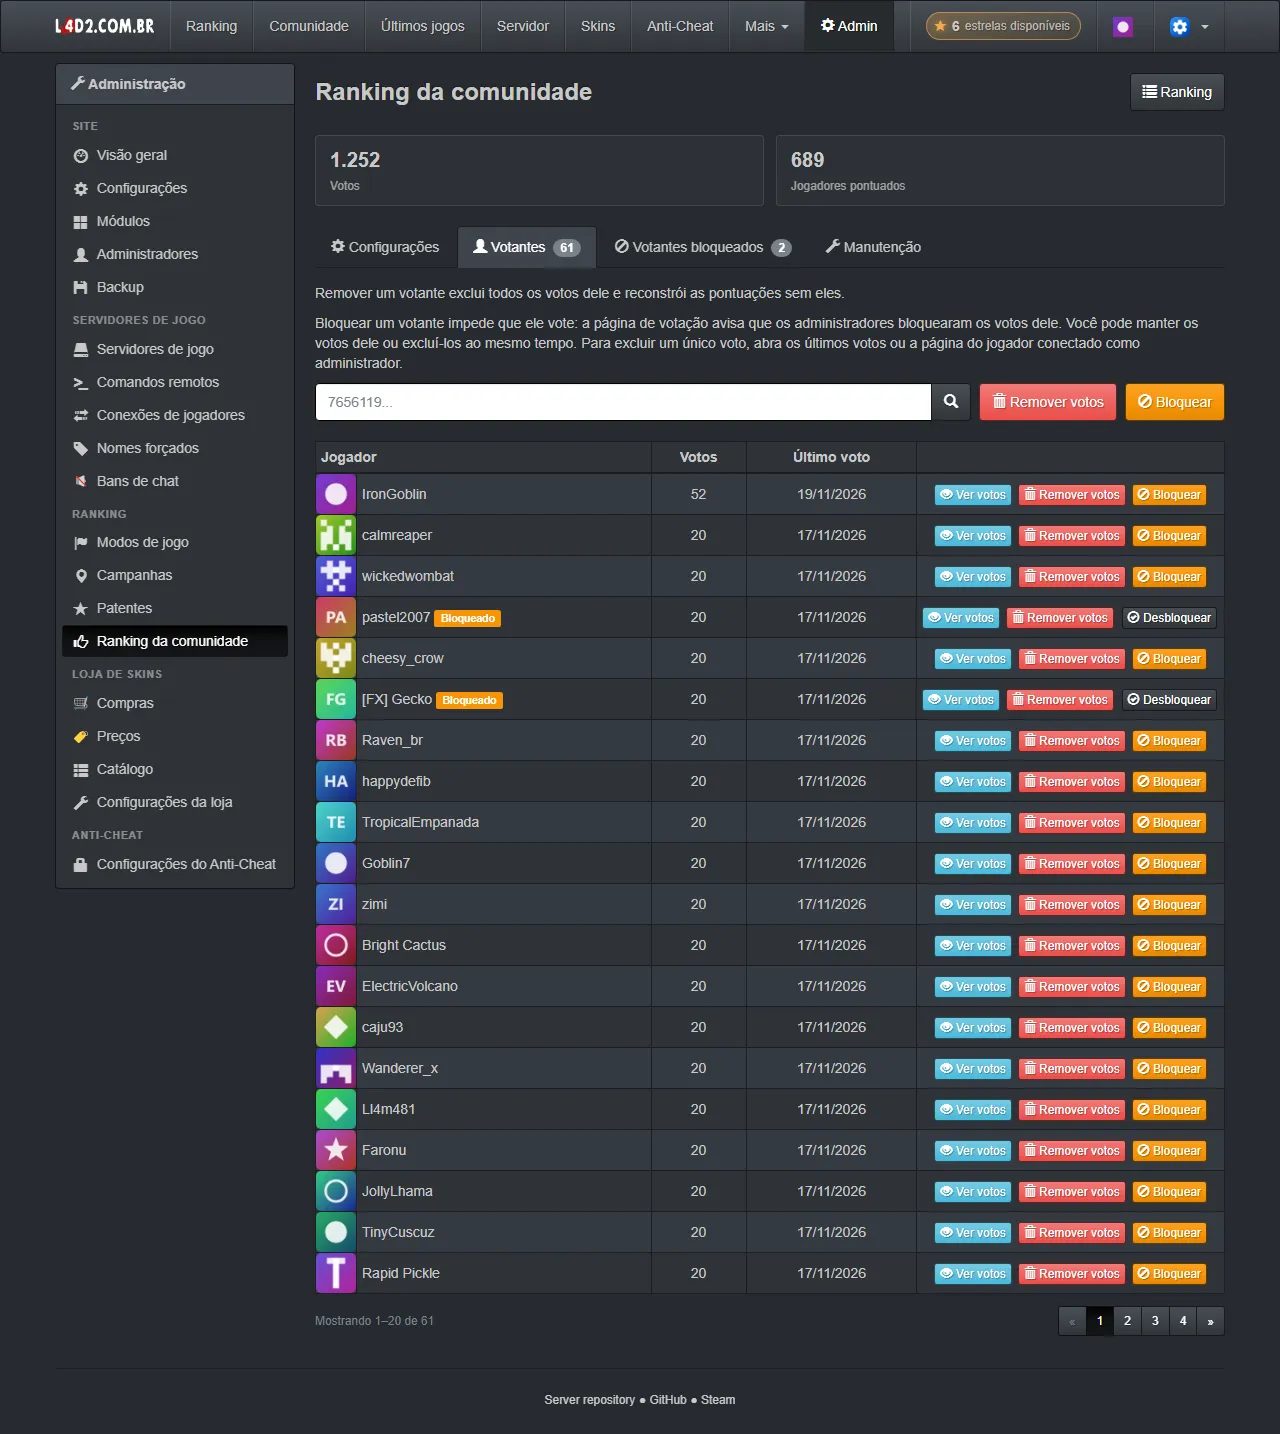 L4D2.COM.BR Ranking Comunidade Últimos jogos Servidor Skins Anti-Cheat Mais Admin 6 estrelas disponíveis
Administração
SITE
Visão geral
Configurações
Módulos
Administradores
Backup
SERVIDORES DE JOGO
Servidores de jogo
Comandos remotos
Conexões de jogadores
Nomes forçados
Bans de chat
RANKING
Modos de jogo
Campanhas
Patentes
Ranking da comunidade
LOJA DE SKINS
Compras
Preços
Catálogo
Configurações da loja
ANTI-CHEAT
Configurações do Anti-Cheat
Ranking da comunidade
Ranking
1.252
Votos
689
Jogadores pontuados
Configurações Votantes 61 Votantes bloqueados 2 Manutenção
Remover um votante exclui todos os votos dele e reconstrói as pontuações sem eles.
Bloquear um votante impede que ele vote: a página de votação avisa que os administradores bloquearam os votos dele. Você pode manter os
votos dele ou excluí-los ao mesmo tempo. Para excluir um único voto, abra os últimos votos ou a página do jogador conectado como
administrador.
7656119... Remover votos Bloquear
Jogador Votos Último voto
IronGoblin 52 19/11/2026 Ver votos Remover votos Bloquear
calmreaper 20 17/11/2026 Ver votos Remover votos Bloquear
wickedwombat 20 17/11/2026 Ver votos Remover votos Bloquear
PA pastel2007 Bloqueado 20 17/11/2026 Ver votos Remover votos Desbloquear
cheesy_crow 20 17/11/2026 Ver votos Remover votos Bloquear
FG [FX] Gecko Bloqueado 20 17/11/2026 Ver votos Remover votos Desbloquear
RB Raven_br 20 17/11/2026 Ver votos Remover votos Bloquear
HA happydefib 20 17/11/2026 Ver votos Remover votos Bloquear
TE TropicalEmpanada 20 17/11/2026 Ver votos Remover votos Bloquear
Goblin7 20 17/11/2026 Ver votos Remover votos Bloquear
ZI zimi 20 17/11/2026 Ver votos Remover votos Bloquear
Bright Cactus 20 17/11/2026 Ver votos Remover votos Bloquear
EV ElectricVolcano 20 17/11/2026 Ver votos Remover votos Bloquear
caju93 20 17/11/2026 Ver votos Remover votos Bloquear
Wanderer_x 20 17/11/2026 Ver votos Remover votos Bloquear
Ll4m481 20 17/11/2026 Ver votos Remover votos Bloquear
Faronu 20 17/11/2026 Ver votos Remover votos Bloquear
JollyLhama 20 17/11/2026 Ver votos Remover votos Bloquear
TinyCuscuz 20 17/11/2026 Ver votos Remover votos Bloquear
T Rapid Pickle 20 17/11/2026 Ver votos Remover votos Bloquear
Mostrando 1–20 de 61 « 1 2 3 4 »
Server repository ● GitHub ● Steam